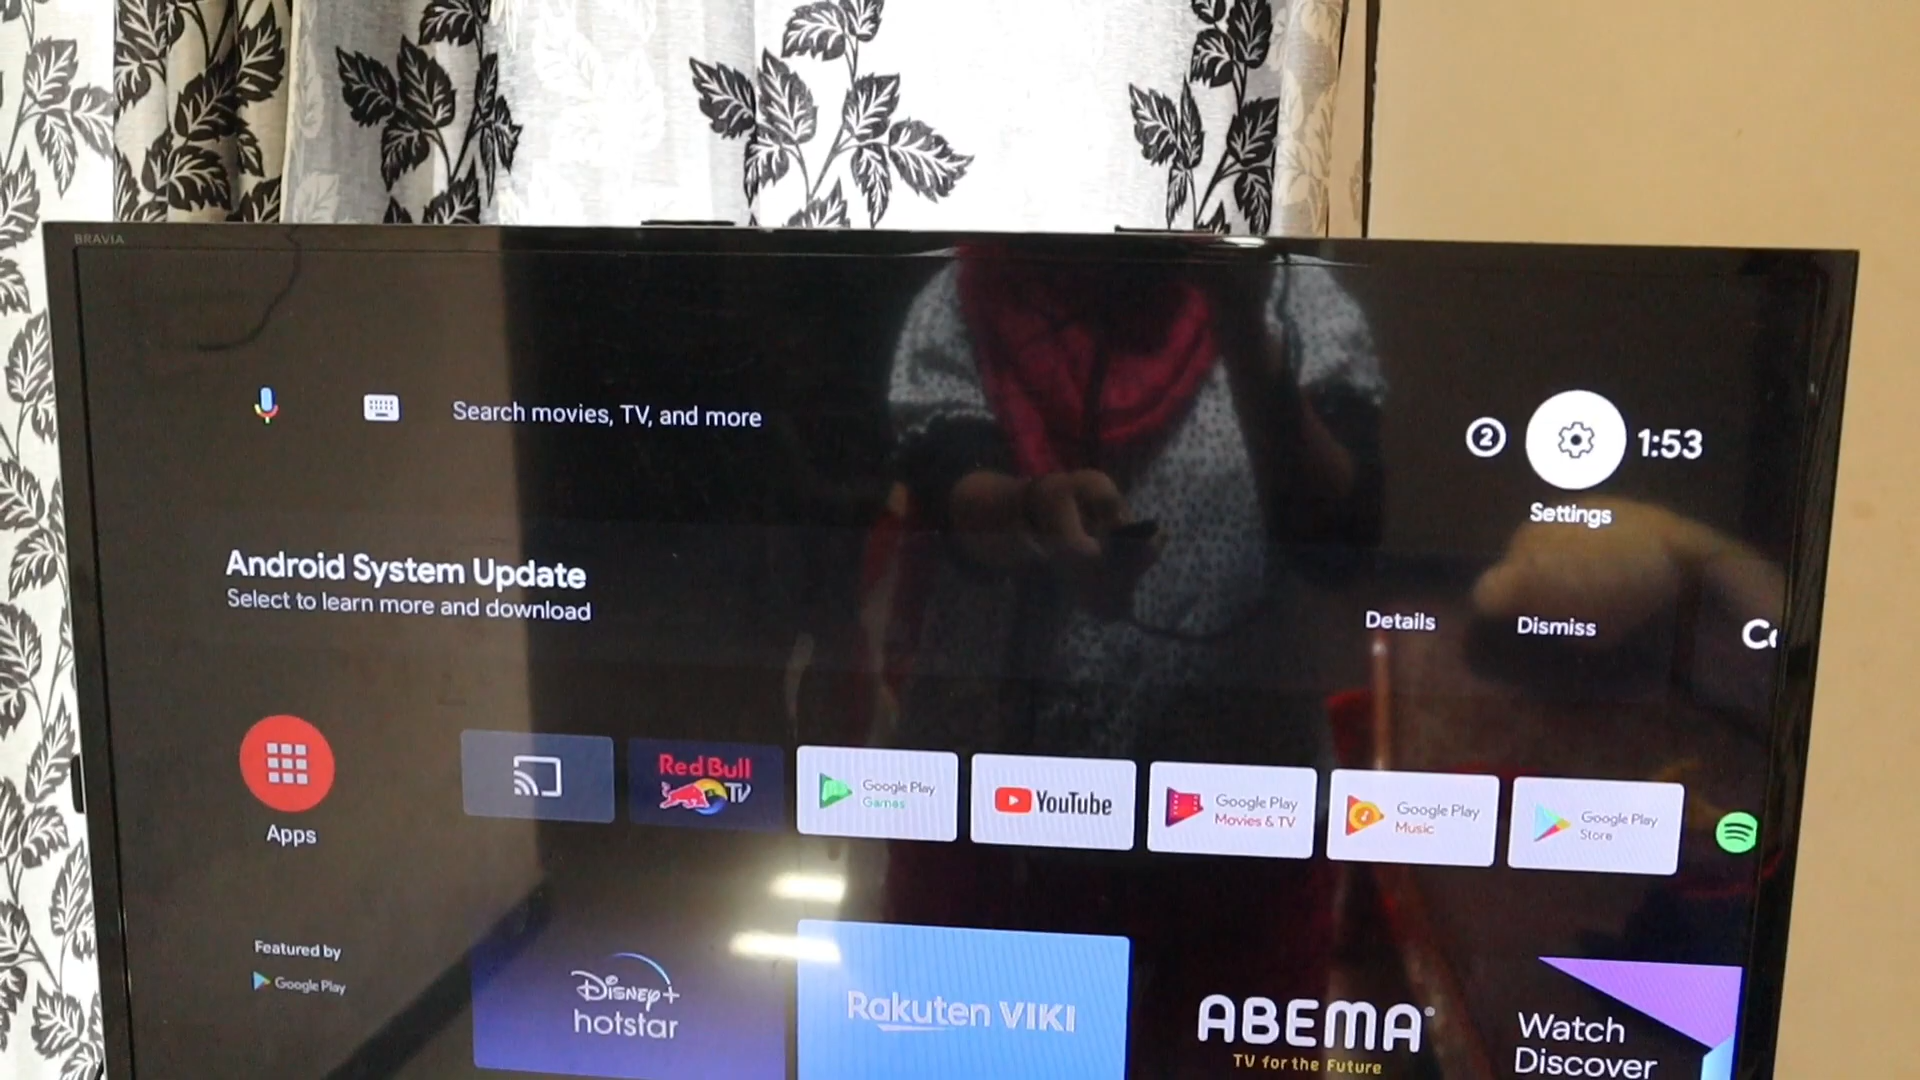 BRAVIA
Search movies, TV, and more
2
1:53
Settings
Android System Update
Select to learn more and download
Details
Dismiss
Apps
Red Bull
TV
Google Play
Games
YouTube
Google Play
Movies & TV
Google Play
Music
Google Play
Store
Featured by
Google Play
Disney+
hotstar
Rakuten VIKI
ABEMA
TV for the Future
Watch
Discover